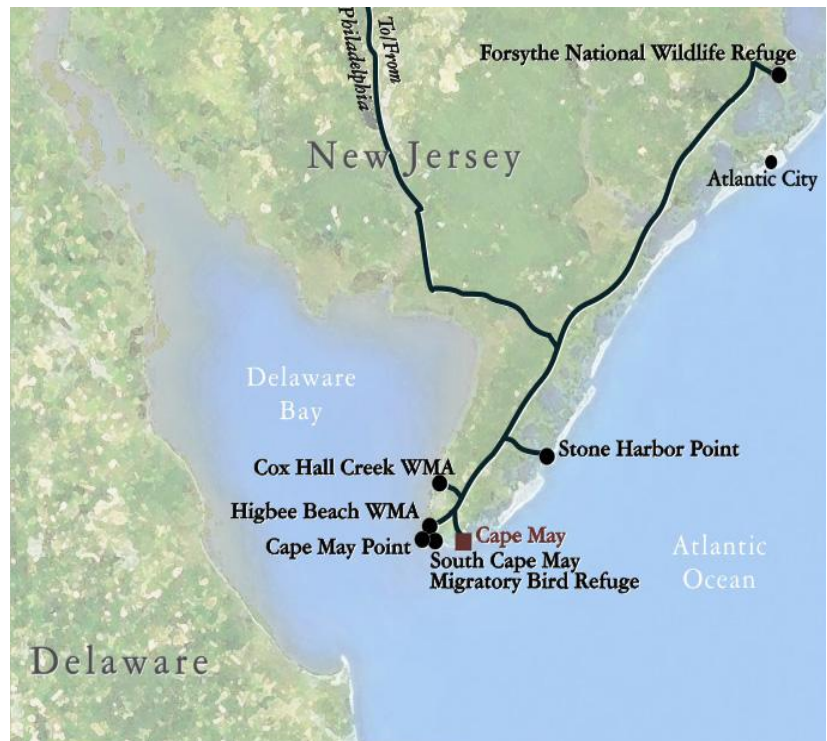 To/From
Philadelphia
Forsythe National Wildlife Refuge
New Jersey
Atlantic City
Delaware
Bay
Stone Harbor Point
Cox Hall Creek WMA
Higbee Beach WMA
Cape May
Cape May Point
South Cape May
Migratory Bird Refuge
Atlantic
Ocean
Delaware